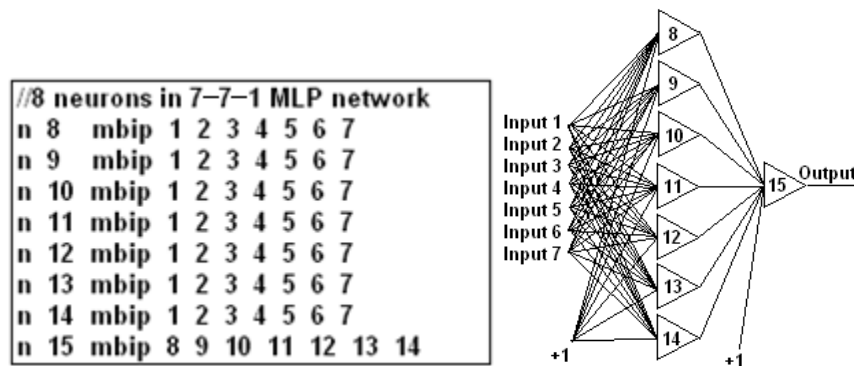 //8 neurons in 7-7-1 MLP network
n 8 mbip 1 2 3 4 5 6 7
n 9 mbip 1 2 3 4 5 6 7
n 10 mbip 1 2 3 4 5 6 7
n 11 mbip 1 2 3 4 5 6 7
n 12 mbip 1 2 3 4 5 6 7
n 13 mbip 1 2 3 4 5 6 7
n 14 mbip 1 2 3 4 5 6 7
n 15 mbip 8 9 10 11 12 13 14
Input 1
Input 2
Input 3
Input 4
Input 5
Input 6
Input 7
+1
8
9
10
11
12
13
14
15
Output
+1